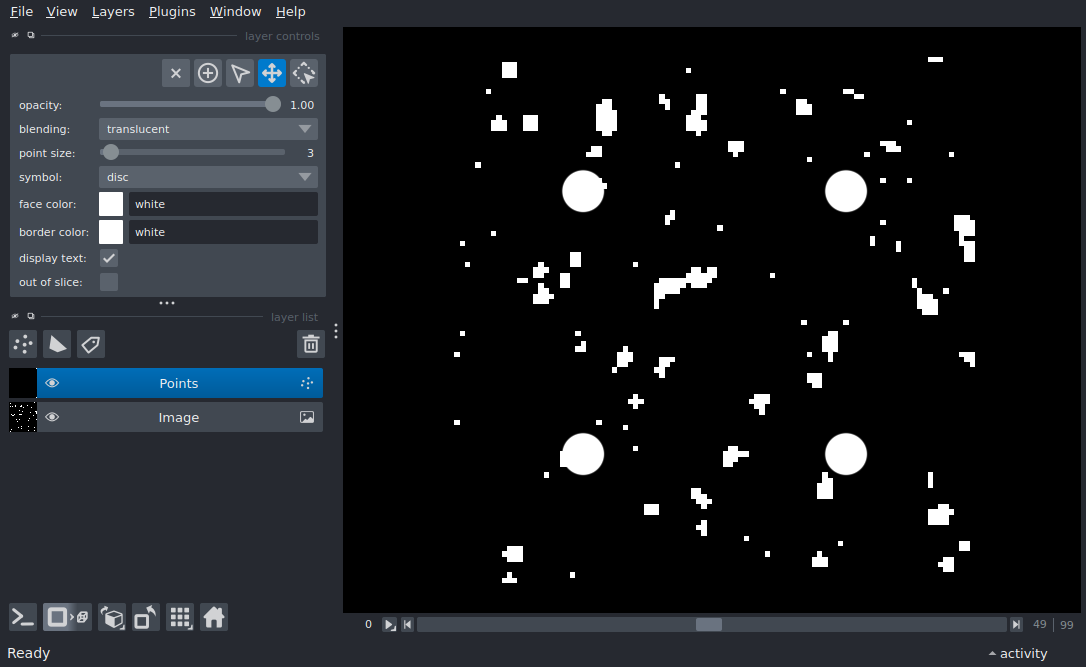 File View Layers Plugins Window Help
layer controls
opacity: 1.00
blending: translucent
point size: 3
symbol: disc
face color: white
border color: white
display text:
out of slice:
layer list
Points
Image
0 49 | 99
Ready activity